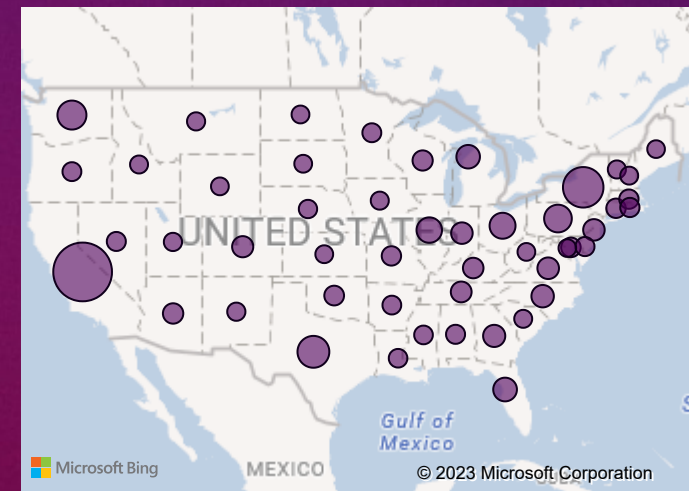 UNITED STATES
Gulf of
Mexico
Microsoft Bing
MEXICO
© 2023 Microsoft Corporation